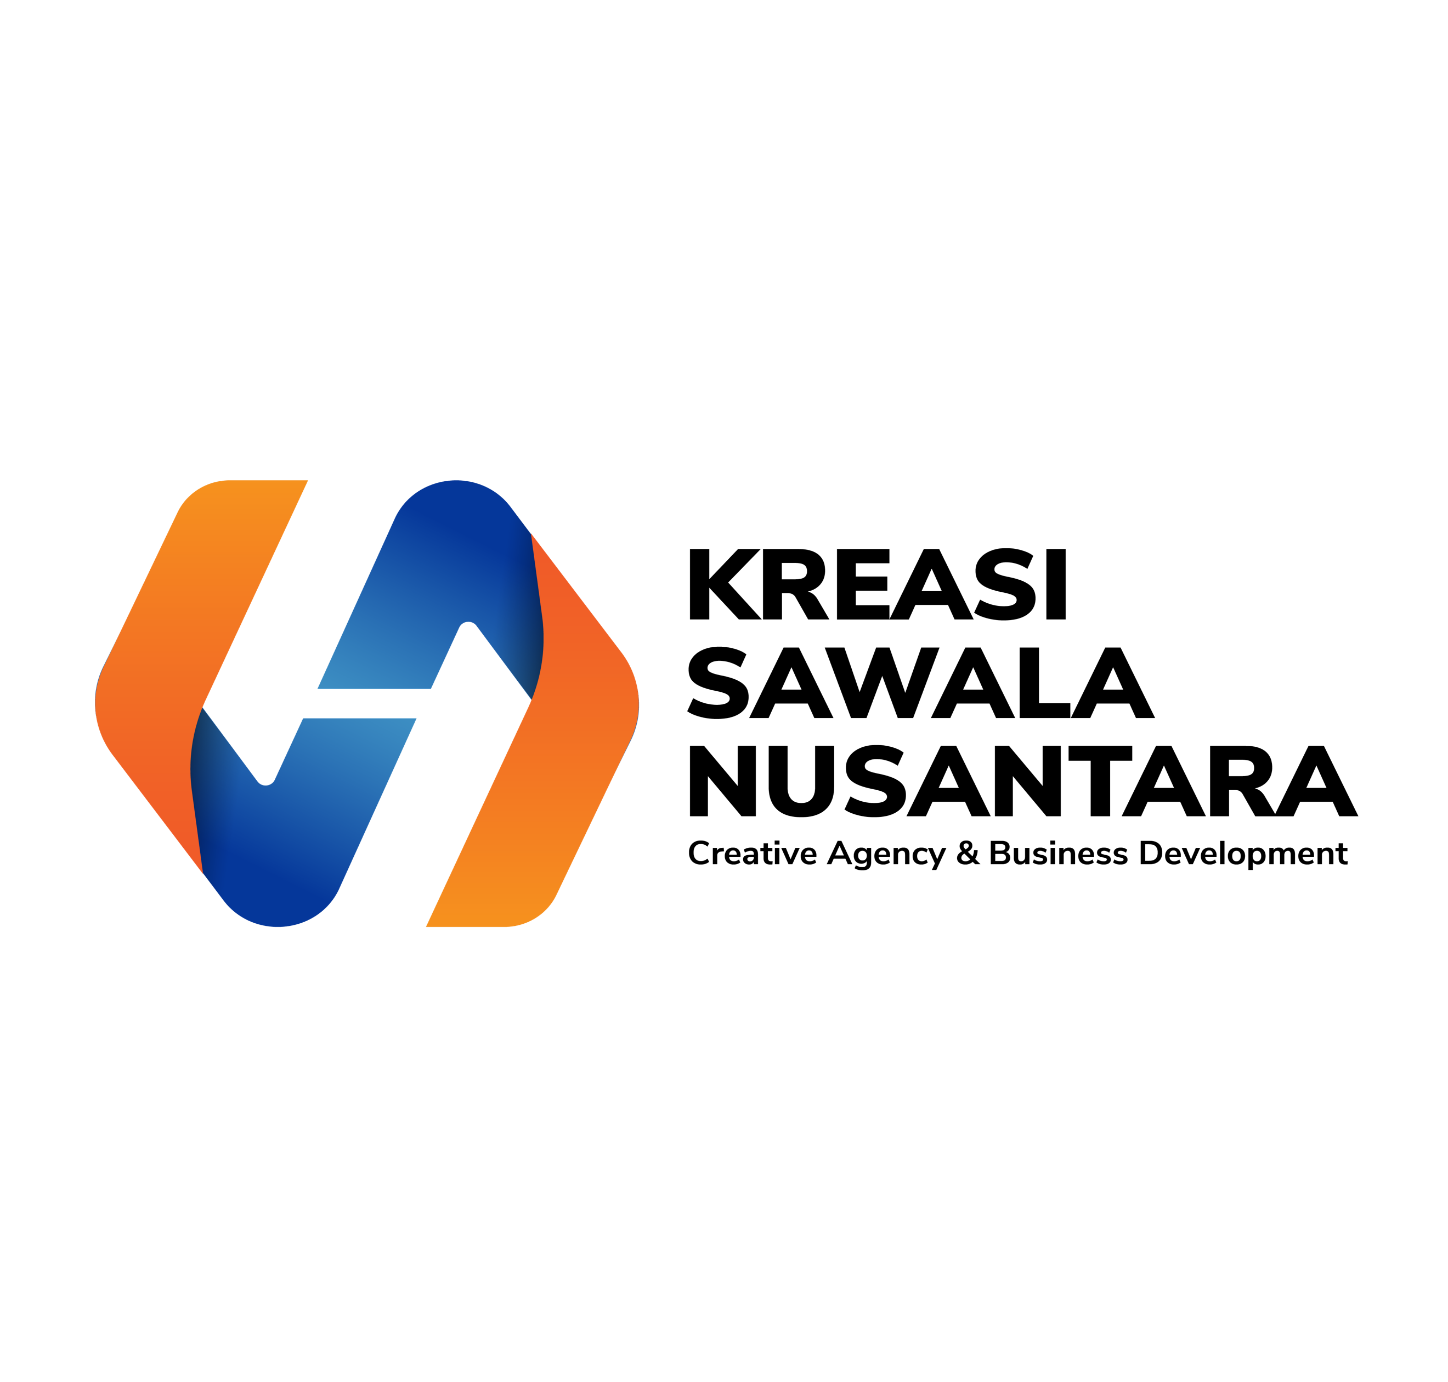 KREASI
SAWALA
NUSANTARA
Creative Agency & Business Development